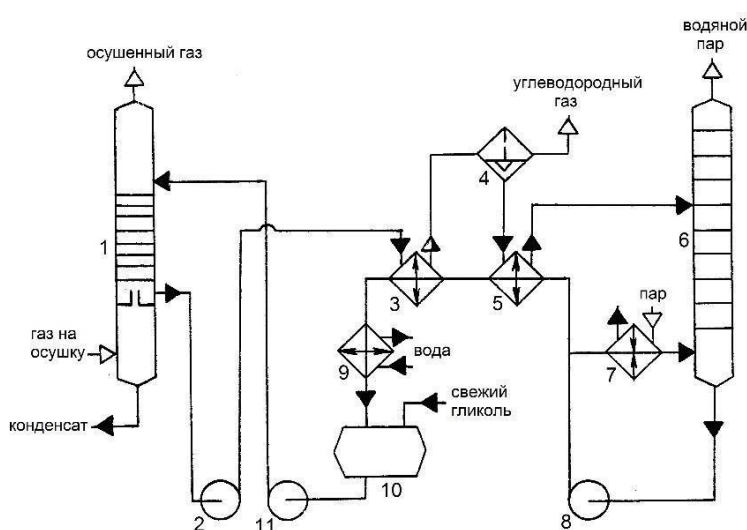 осушенный газ
водяной
пар
углеводородный
газ
4
1
6
3
5
пар
газ на
осушку
9
вода
7
свежий
гликоль
конденсат
10
2
11
8